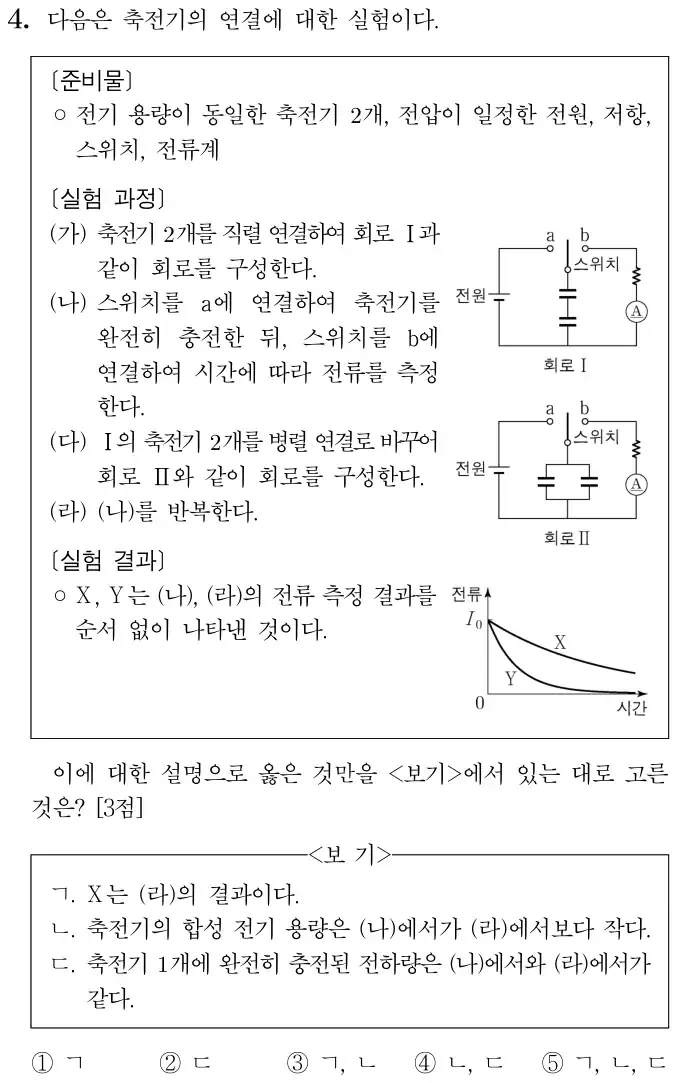 4. 다음은 축전기의 연결에 대한 실험이다.
〔준비물〕
○ 전기 용량이 동일한 축전기 2개, 전압이 일정한 전원, 저항,
스위치, 전류계
〔실험 과정〕
(가) 축전기 2개를 직렬 연결하여 회로 Ⅰ과
같이 회로를 구성한다.
(나) 스위치를 a에 연결하여 축전기를
완전히 충전한 뒤, 스위치를 b에
연결하여 시간에 따라 전류를 측정
한다.
(다) Ⅰ의 축전기 2개를 병렬 연결로 바꾸어
회로 Ⅱ와 같이 회로를 구성한다.
(라) (나)를 반복한다.
a b
스위치
전원
A
회로Ⅰ
a b
스위치
전원
A
회로Ⅱ
〔실험 결과〕
○ X, Y는 (나), (라)의 전류 측정 결과를
순서 없이 나타낸 것이다.
전류
I₀
X
Y
0
시간
이에 대한 설명으로 옳은 것만을 <보기>에서 있는 대로 고른
것은? [3점]
<보 기>
ㄱ. X는 (라)의 결과이다.
ㄴ. 축전기의 합성 전기 용량은 (나)에서가 (라)에서보다 작다.
ㄷ. 축전기 1개에 완전히 충전된 전하량은 (나)에서와 (라)에서가
같다.
① ㄱ ② ㄷ ③ ㄱ, ㄴ ④ ㄴ, ㄷ ⑤ ㄱ, ㄴ, ㄷ